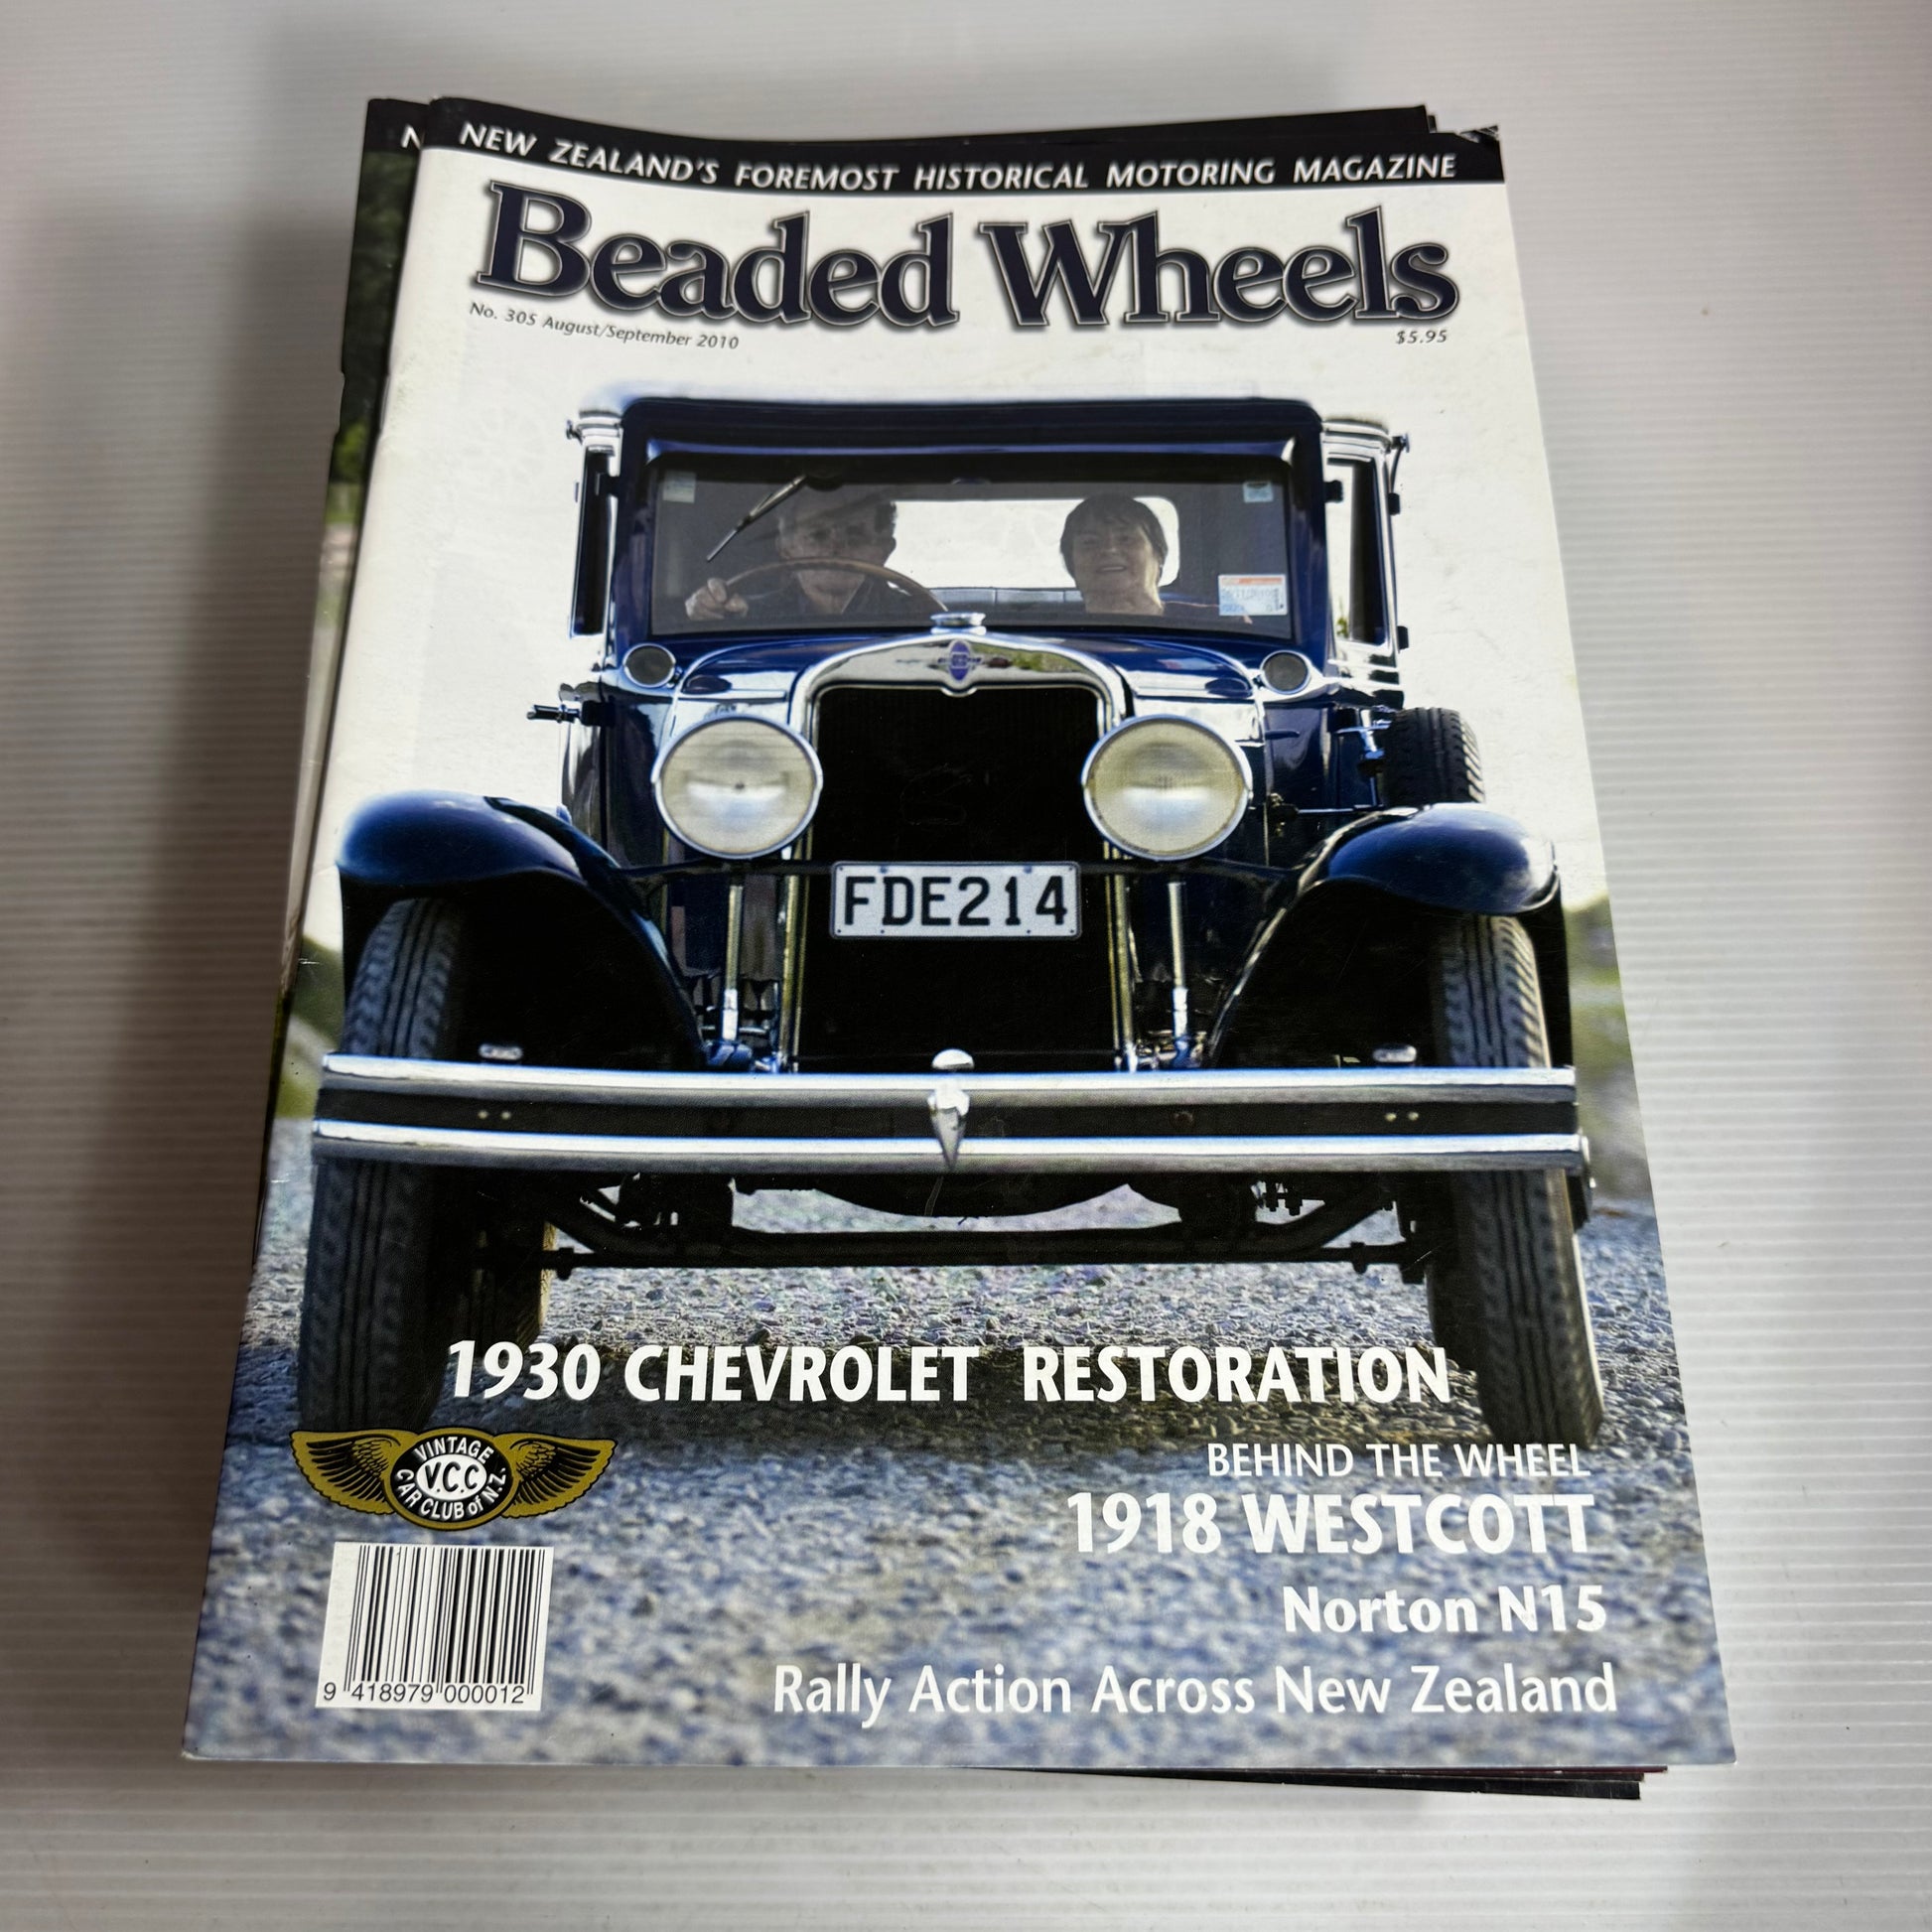 N
NEW ZEALAND'S FOREMOST HISTORICAL MOTORING MAGAZINE
Beaded Wheels
No. 305 August/September 2010
$5.95
FDE214
1930 CHEVROLET RESTORATION
VINTAGE
V.C.C
CAR CLUB of N.Z.
BEHIND THE WHEEL
1918 WESTCOTT
Norton N15
Rally Action Across New Zealand
9 418979 000012